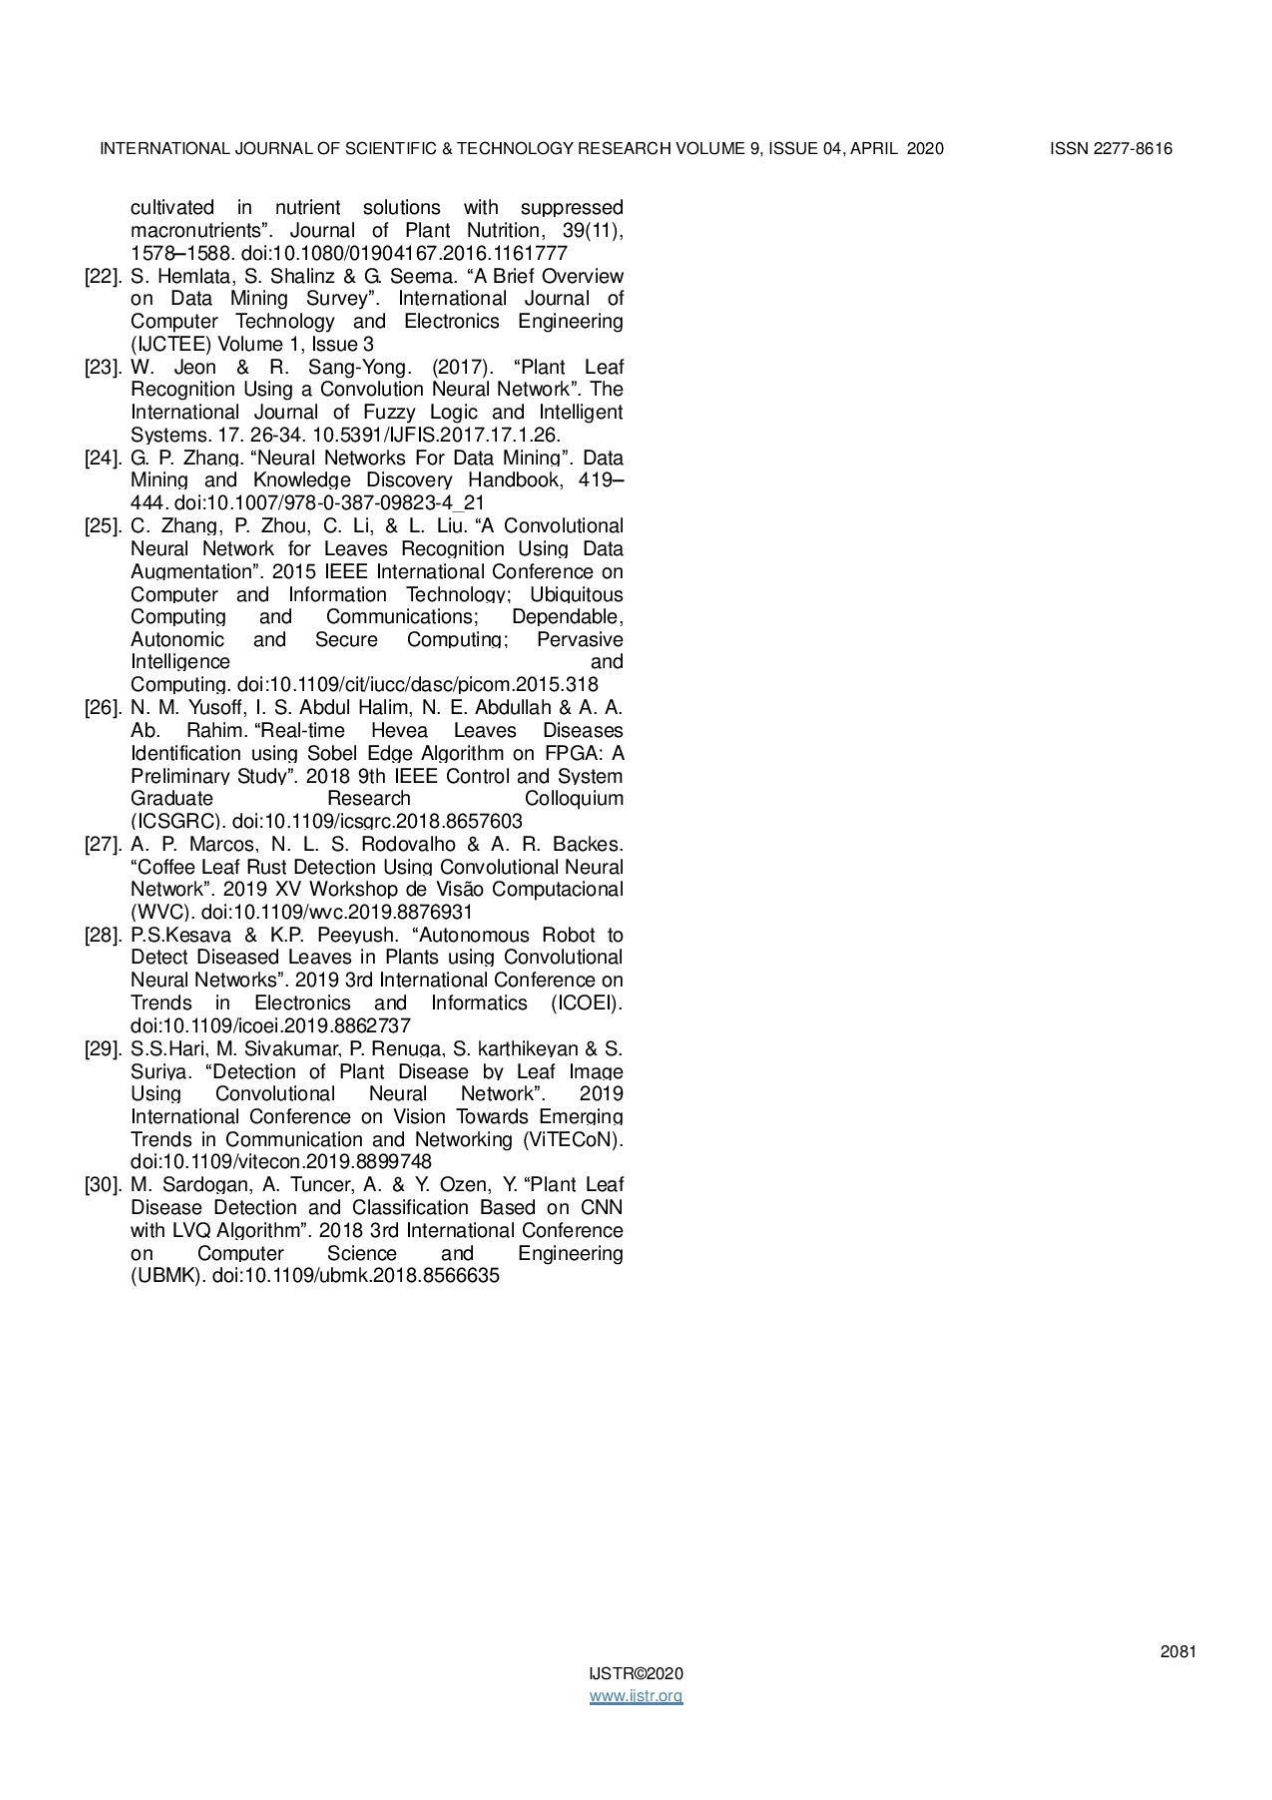 INTERNATIONAL JOURNAL OF SCIENTIFIC & TECHNOLOGY RESEARCH VOLUME 9, ISSUE 04, APRIL 2020 ISSN 2277-8616
cultivated in nutrient solutions with suppressed
macronutrients”. Journal of Plant Nutrition, 39(11),
1578–1588. doi:10.1080/01904167.2016.1161777
[22]. S. Hemlata, S. Shalinz & G. Seema. “A Brief Overview
on Data Mining Survey”. International Journal of
Computer Technology and Electronics Engineering
(IJCTEE) Volume 1, Issue 3
[23]. W. Jeon & R. Sang-Yong. (2017). “Plant Leaf
Recognition Using a Convolution Neural Network”. The
International Journal of Fuzzy Logic and Intelligent
Systems. 17. 26-34. 10.5391/IJFIS.2017.17.1.26.
[24]. G. P. Zhang. “Neural Networks For Data Mining”. Data
Mining and Knowledge Discovery Handbook, 419–
444. doi:10.1007/978-0-387-09823-4_21
[25]. C. Zhang, P. Zhou, C. Li, & L. Liu. “A Convolutional
Neural Network for Leaves Recognition Using Data
Augmentation”. 2015 IEEE International Conference on
Computer and Information Technology; Ubiquitous
Computing and Communications; Dependable,
Autonomic and Secure Computing; Pervasive
Intelligence and
Computing. doi:10.1109/cit/iucc/dasc/picom.2015.318
[26]. N. M. Yusoff, I. S. Abdul Halim, N. E. Abdullah & A. A.
Ab. Rahim. “Real-time Hevea Leaves Diseases
Identification using Sobel Edge Algorithm on FPGA: A
Preliminary Study”. 2018 9th IEEE Control and System
Graduate Research Colloquium
(ICSGRC). doi:10.1109/icsgrc.2018.8657603
[27]. A. P. Marcos, N. L. S. Rodovalho & A. R. Backes.
“Coffee Leaf Rust Detection Using Convolutional Neural
Network”. 2019 XV Workshop de Visão Computacional
(WVC). doi:10.1109/wvc.2019.8876931
[28]. P.S.Kesava & K.P. Peeyush. “Autonomous Robot to
Detect Diseased Leaves in Plants using Convolutional
Neural Networks”. 2019 3rd International Conference on
Trends in Electronics and Informatics (ICOEI).
doi:10.1109/icoei.2019.8862737
[29]. S.S.Hari, M. Sivakumar, P. Renuga, S. karthikeyan & S.
Suriya. “Detection of Plant Disease by Leaf Image
Using Convolutional Neural Network”. 2019
International Conference on Vision Towards Emerging
Trends in Communication and Networking (ViTECoN).
doi:10.1109/vitecon.2019.8899748
[30]. M. Sardogan, A. Tuncer, A. & Y. Ozen, Y. “Plant Leaf
Disease Detection and Classification Based on CNN
with LVQ Algorithm”. 2018 3rd International Conference
on Computer Science and Engineering
(UBMK). doi:10.1109/ubmk.2018.8566635
2081
IJSTR©2020
www.ijstr.org